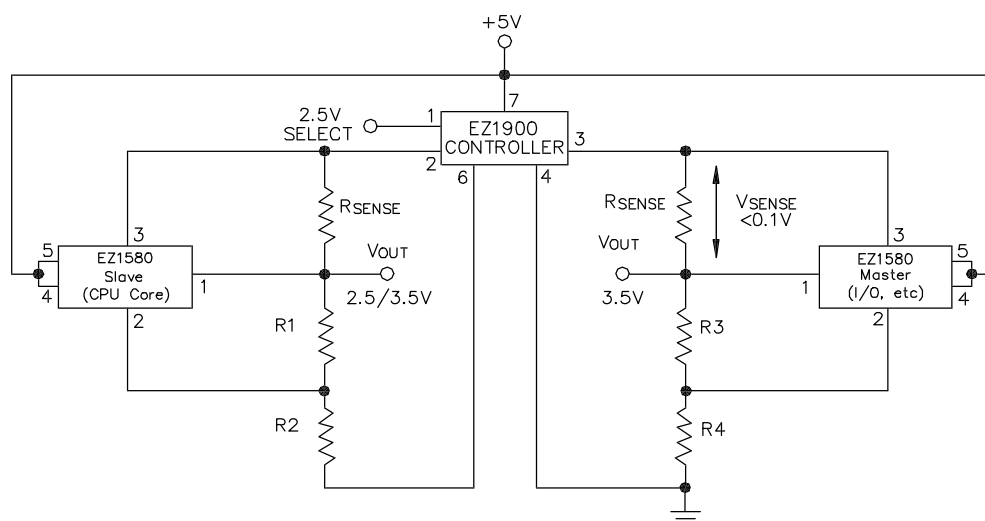 +5V
7
2.5V
SELECT
1
EZ1900
CONTROLLER
3
2
6
4
RSENSE
RSENSE
VSENSE
<0.1V
3
3
5
EZ1580
Slave
(CPU Core)
4
1
2
VOUT
2.5/3.5V
VOUT
3.5V
1
EZ1580
Master
(I/O, etc)
5
4
2
R1
R3
R2
R4